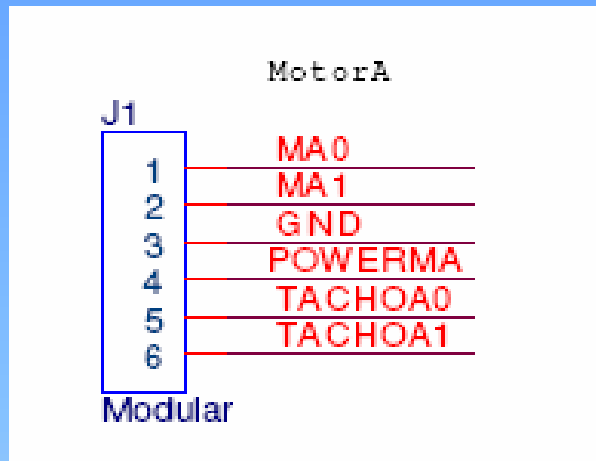 MotorA
J1
1 MA0
2 MA1
3 GND
4 POWERMA
5 TACHOA0
6 TACHOA1
Modular